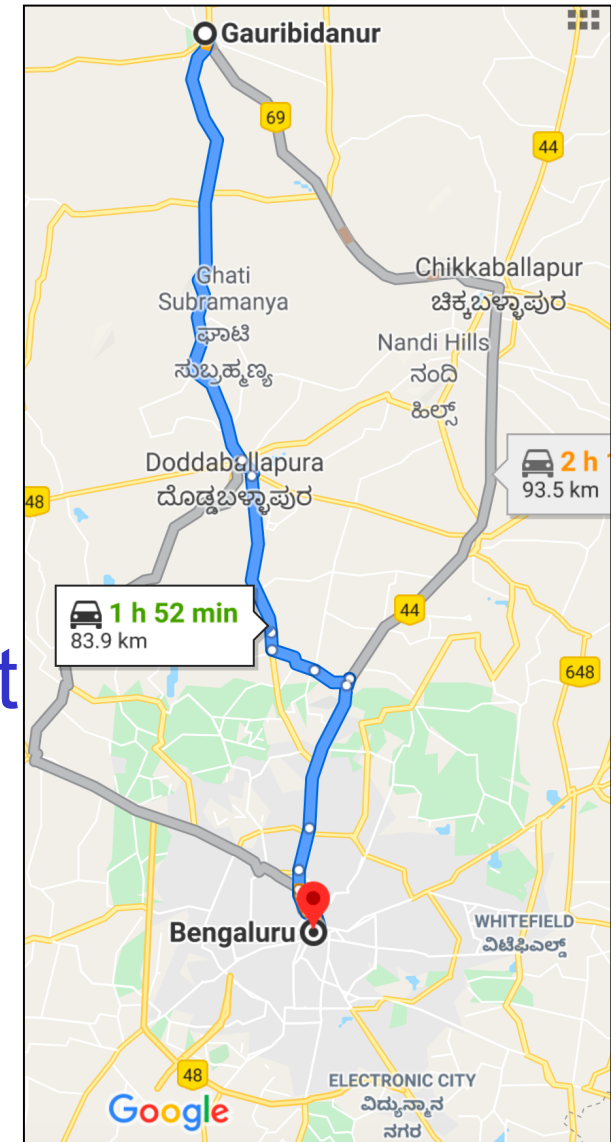 Gauribidanur
69
44
Chikkaballapur
ಚಿಕ್ಕಬಳ್ಳಾಪುರ
Ghati
Subramanya
ಘಾಟಿ
ಸುಬ್ರಹ್ಮಣ್ಯ
Nandi Hills
ನಂದಿ
ಹಿಲ್ಸ್
Doddaballapura
ದೊಡ್ಡಬಳ್ಳಾಪುರ
2 h
93.5 km
48
1 h 52 min
83.9 km
44
648
t
Bengaluru
WHITEFIELD
ವಿಟೆಫಿಎಲ್ಡ್
48
ELECTRONIC CITY
ವಿದ್ಯುನ್ಮಾನ
ನಗರ
Google